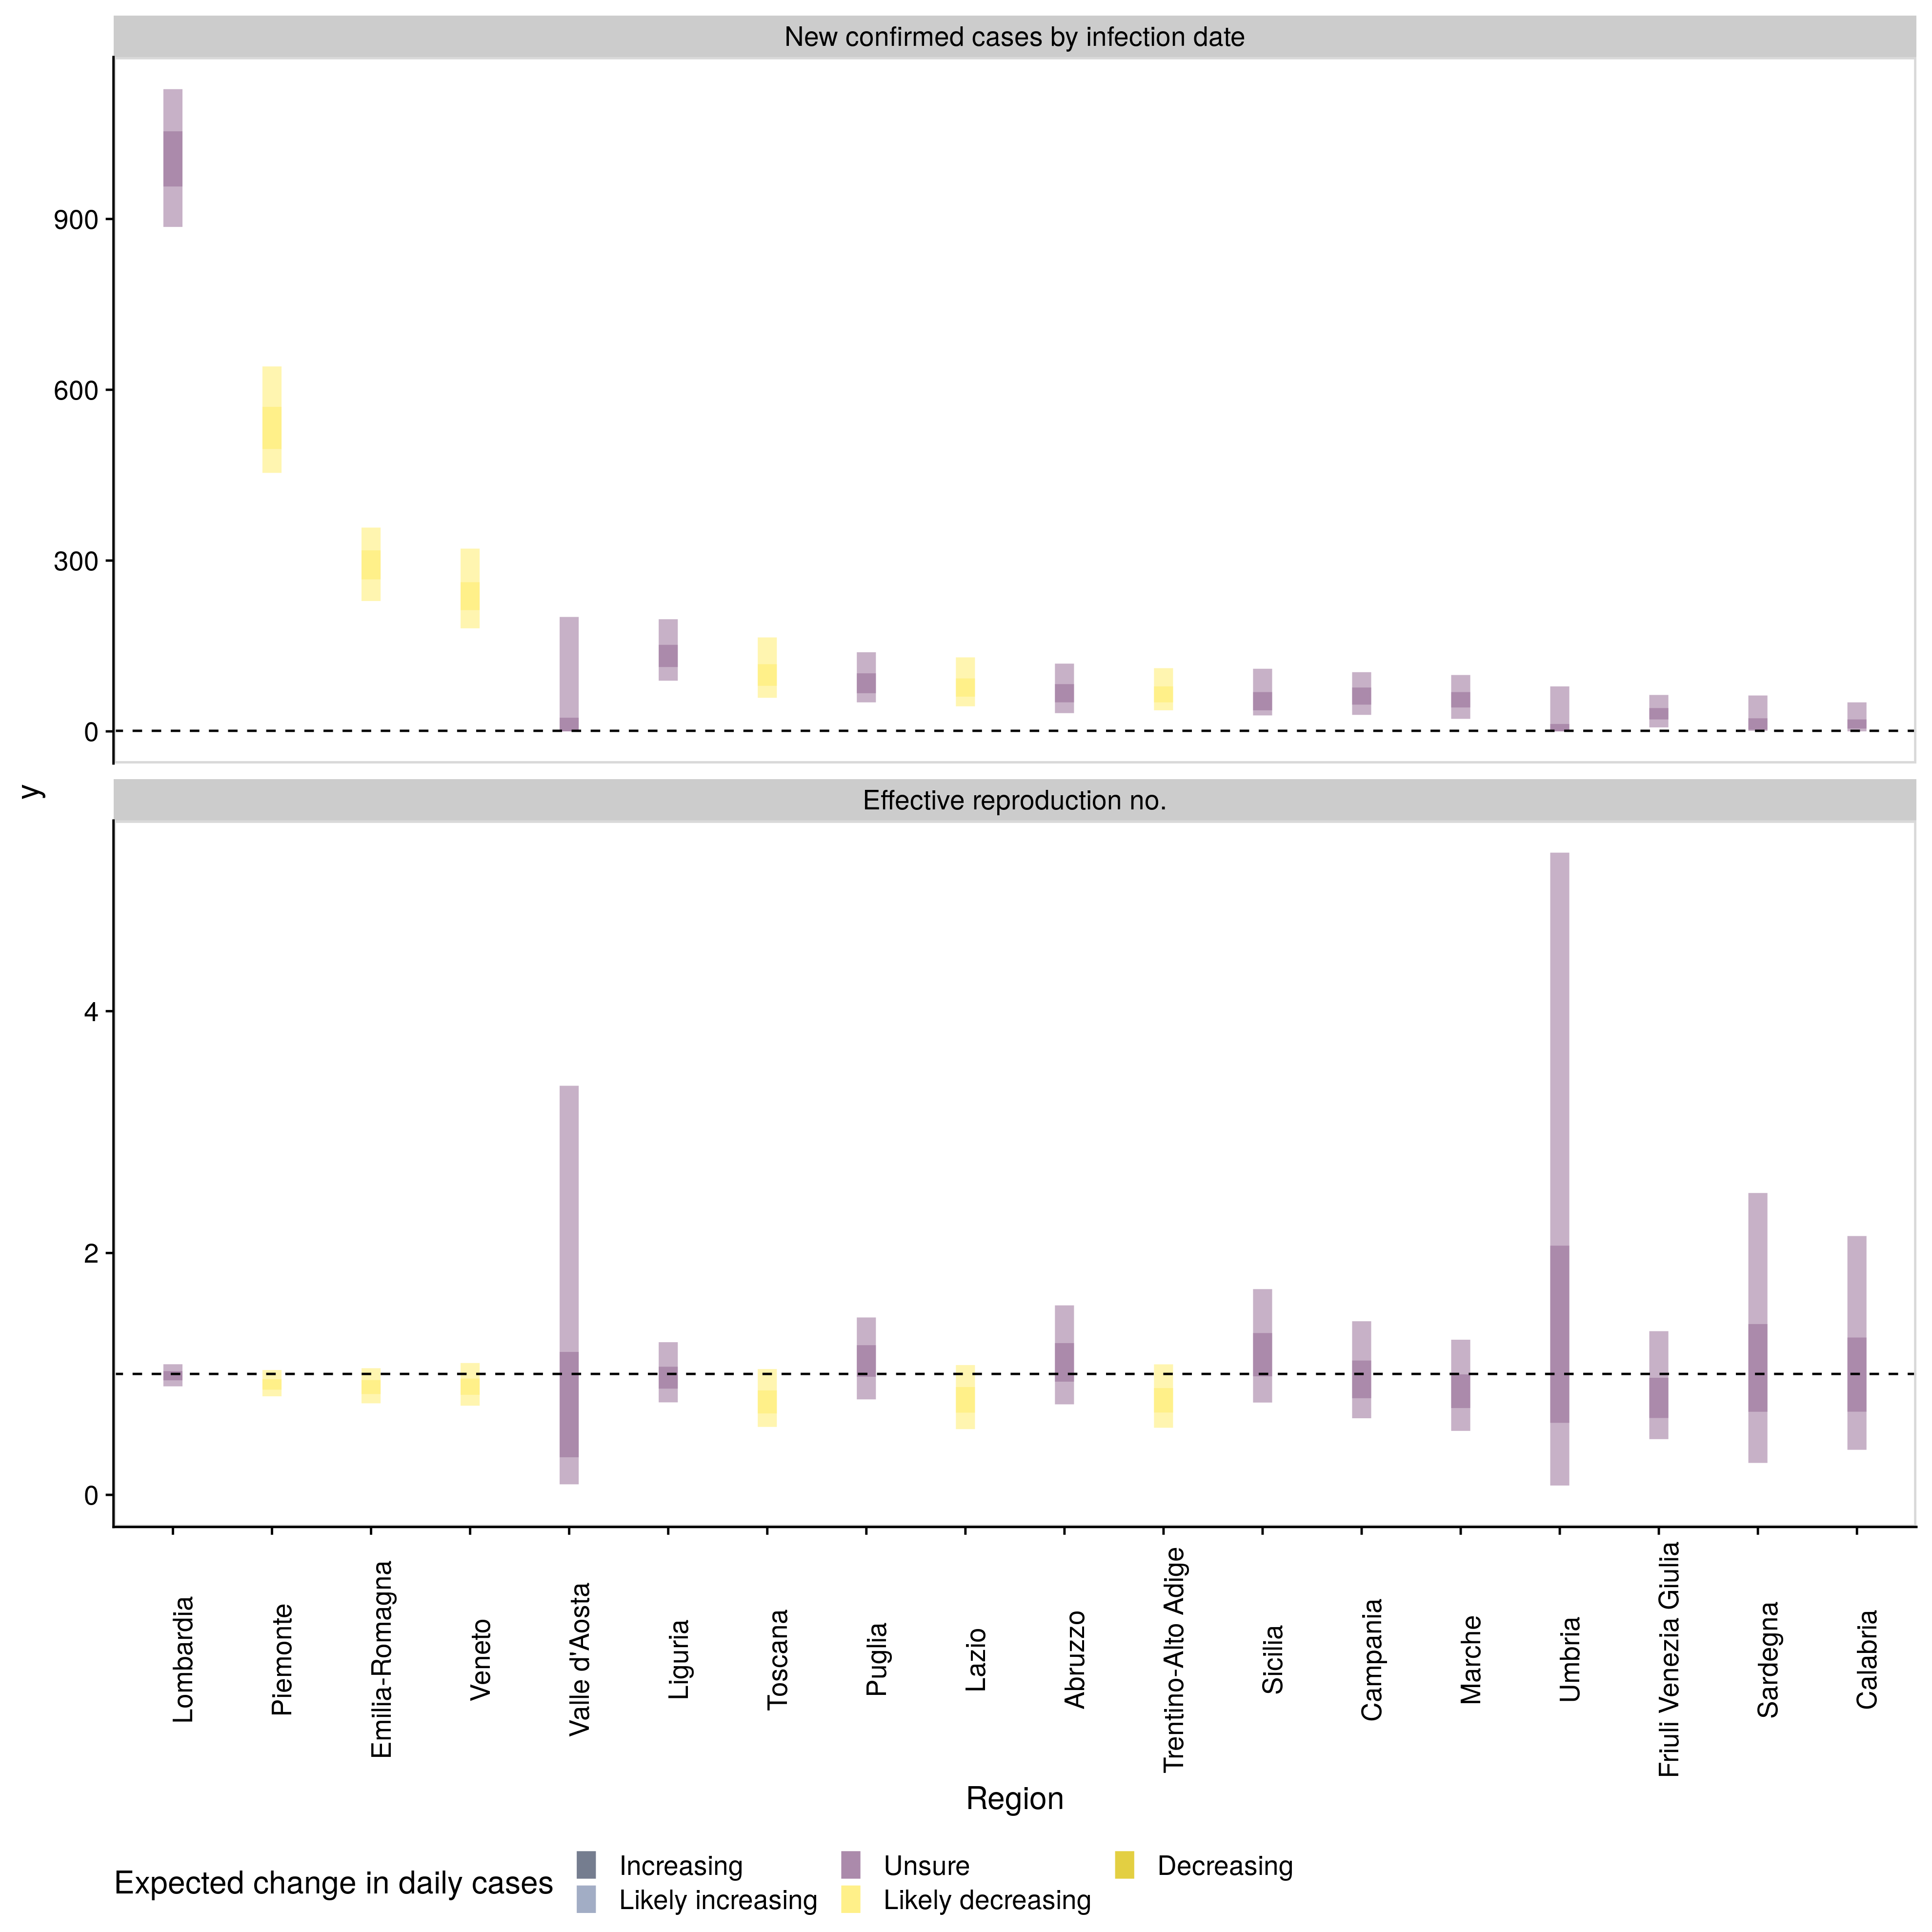 New confirmed cases by infection date
900
600
300
0
y
Effective reproduction no.
4
2
0
Lombardia
Piemonte
Emilia-Romagna
Veneto
Valle d'Aosta
Liguria
Toscana
Puglia
Lazio
Abruzzo
Trentino-Alto Adige
Sicilia
Campania
Marche
Umbria
Friuli Venezia Giulia
Sardegna
Calabria
Region
Expected change in daily cases
Increasing
Likely increasing
Unsure
Likely decreasing
Decreasing